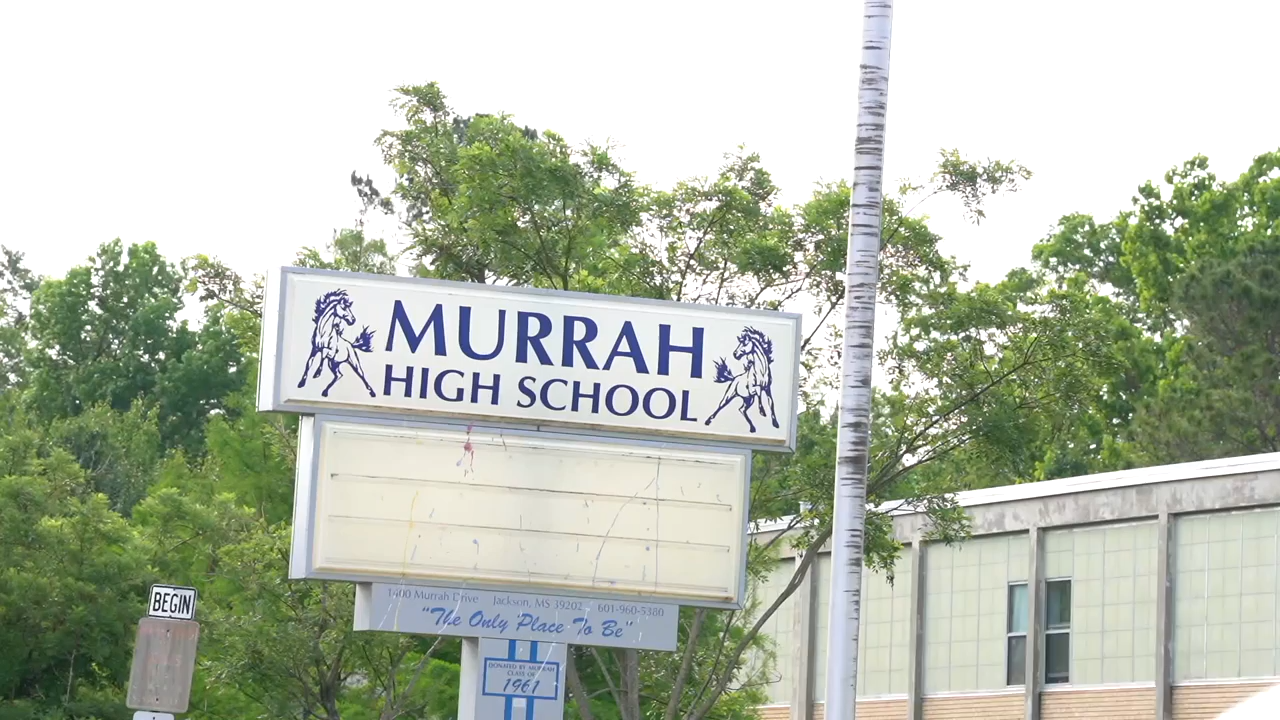 MURRAH
HIGH SCHOOL
1400 Murrah Drive Jackson, MS 39202 601-960-5380
"The Only Place To Be"
DONATED BY MURRAH
CLASS OF
1961
BEGIN